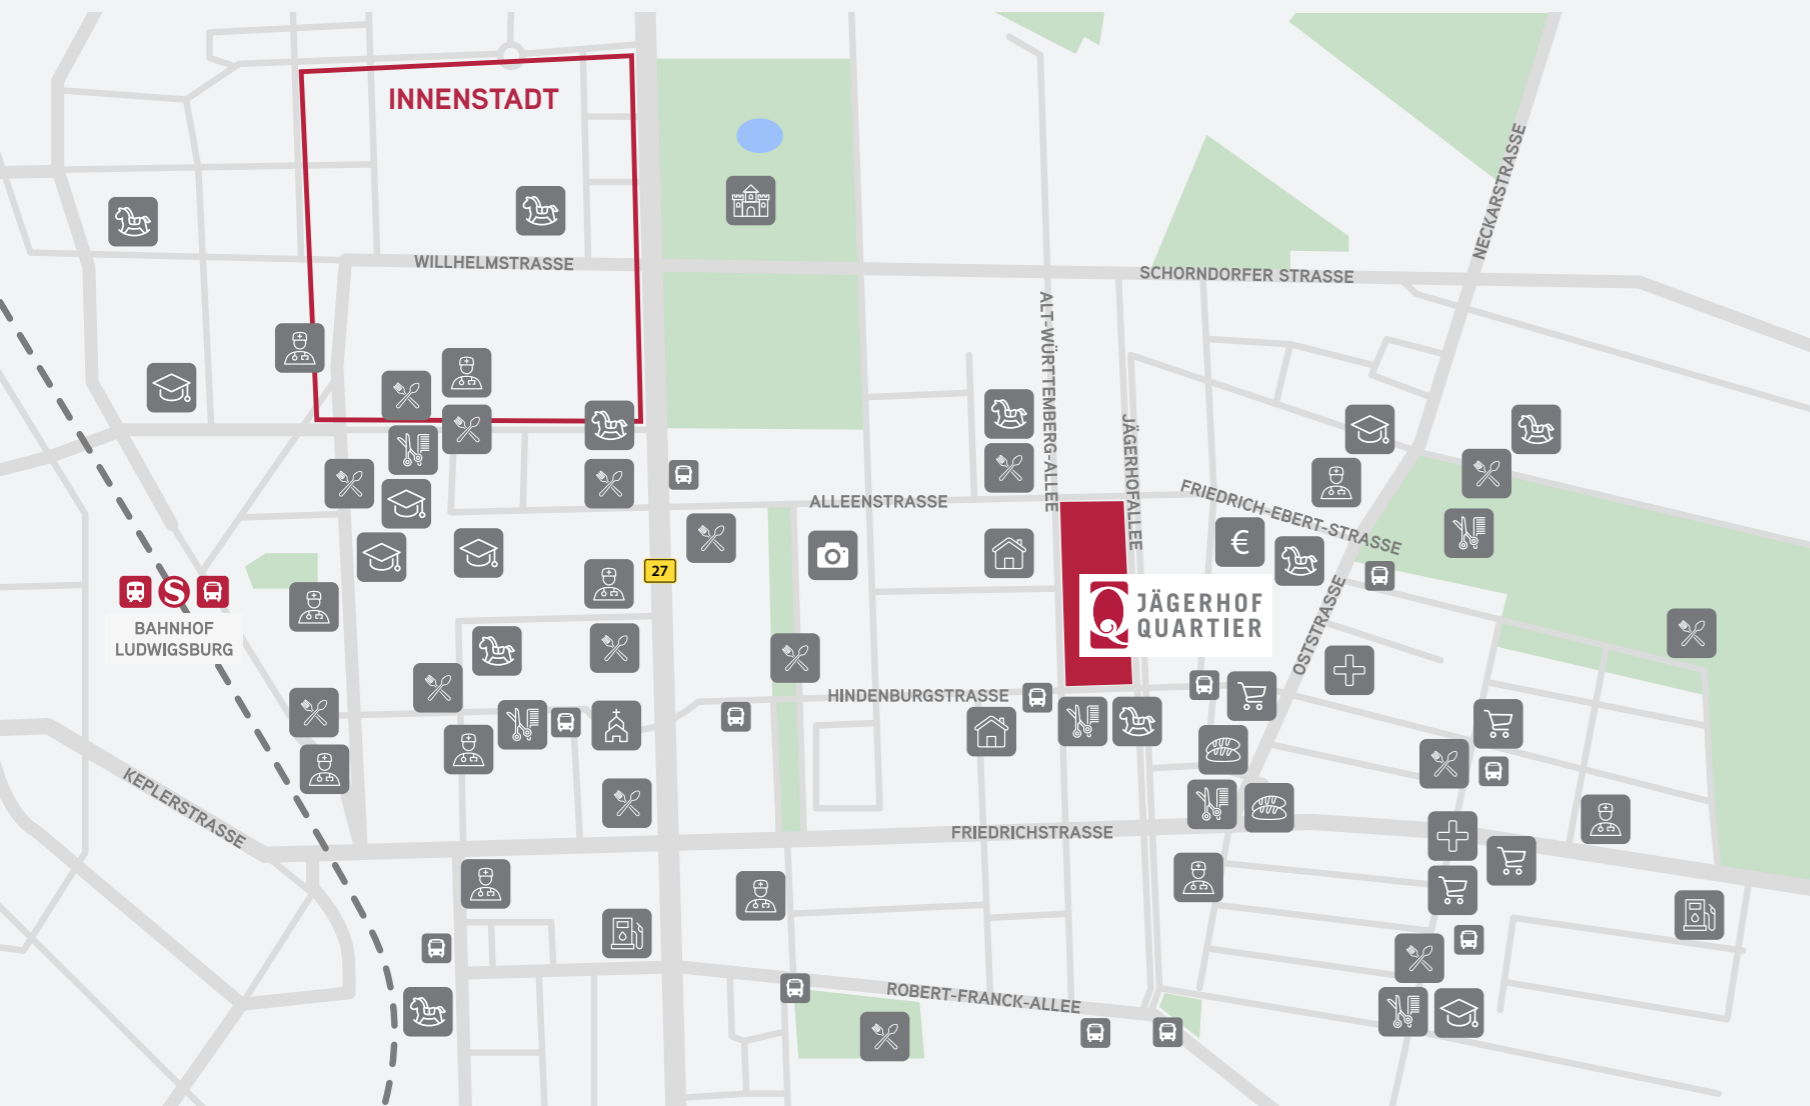 INNENSTADT
NECKARSTRASSE
WILLHELMSTRASSE
SCHORNDORFER STRASSE
ALT-WÜRTTEMBERG-ALLEE
JÄGERHOFALLEE
ALLEENSTRASSE
FRIEDRICH-EBERT-STRASSE
€
27
S
BAHNHOF
LUDWIGSBURG
Q
JÄGERHOF
QUARTIER
OSTSTRASSE
HINDENBURGSTRASSE
KEPLERSTRASSE
FRIEDRICHSTRASSE
ROBERT-FRANCK-ALLEE